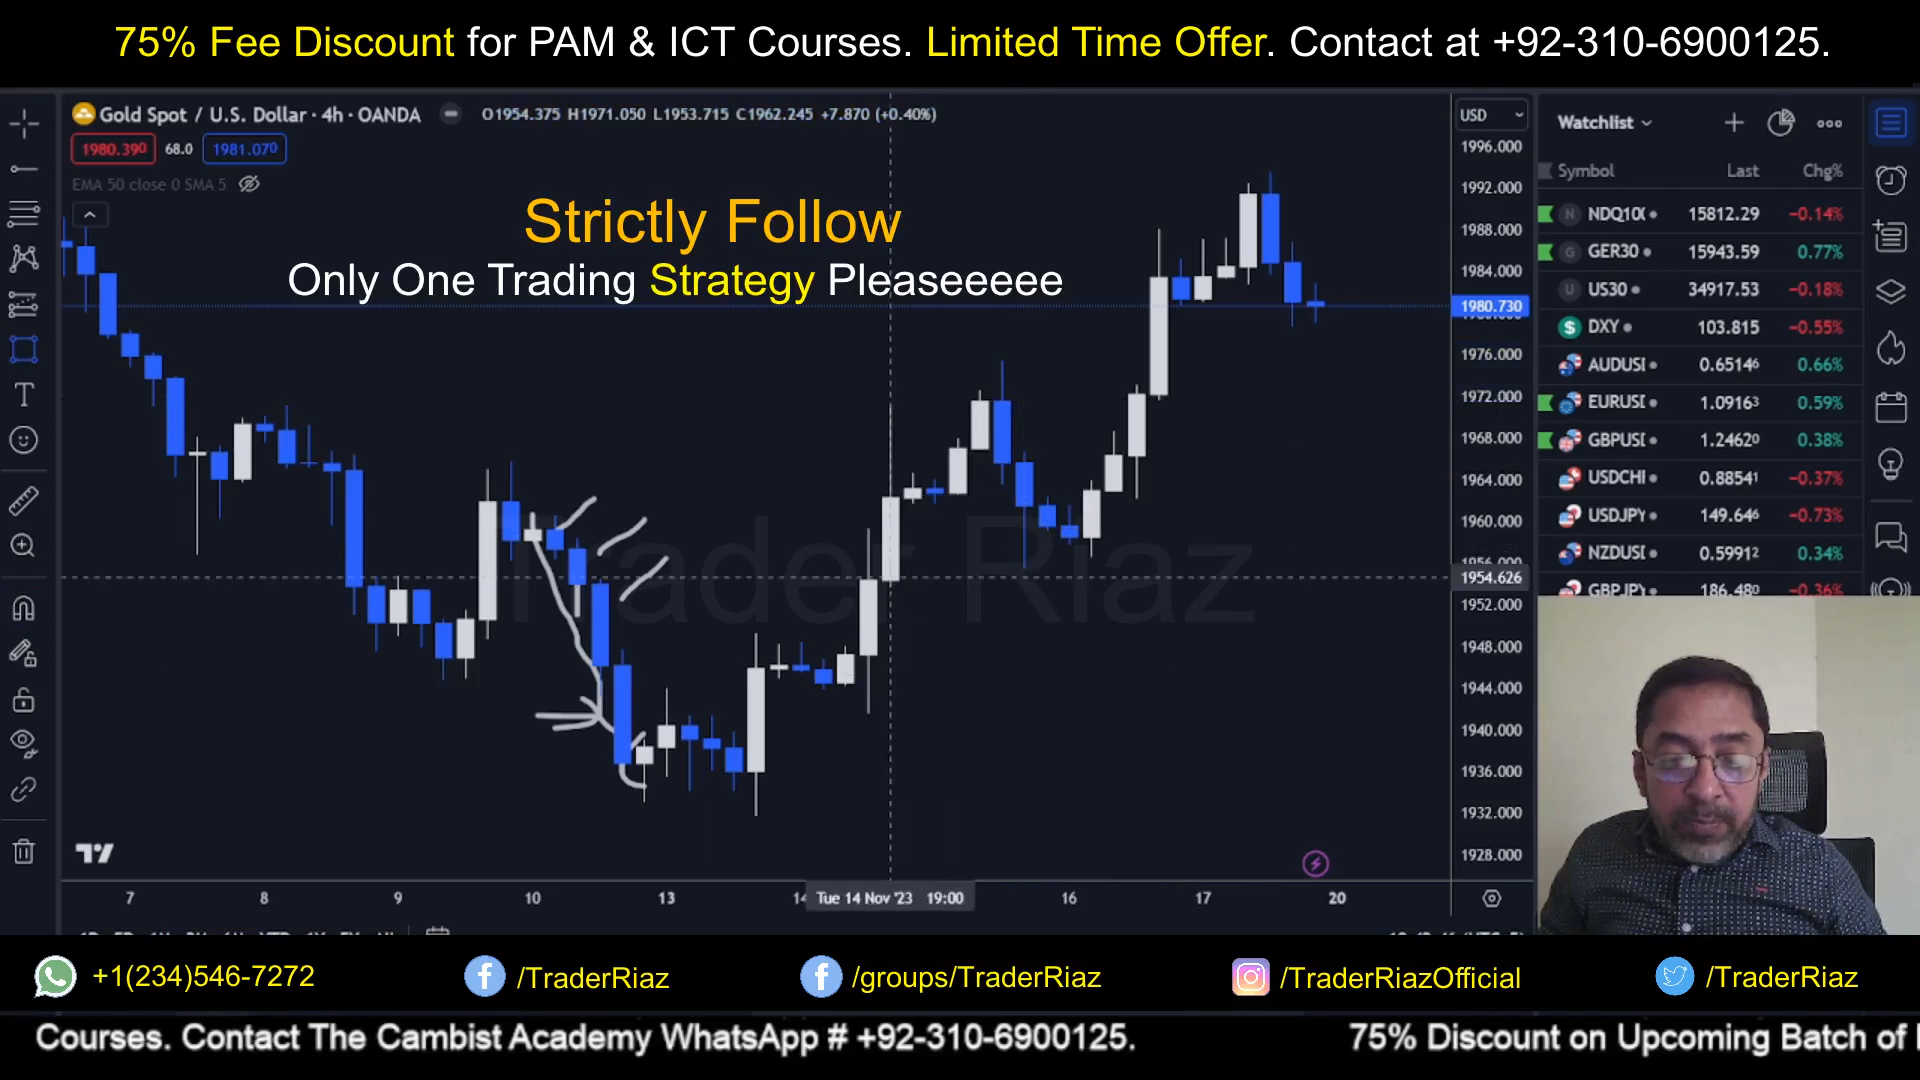 75% Fee Discount for PAM & ICT Courses. Limited Time Offer. Contact at +92-310-6900125.
Gold Spot / U.S. Dollar · 4h · OANDA O1954.375 H1971.050 L1953.715 C1962.245 +7.870 (+0.40%)
1980.390 68.0 1981.070
EMA 50 close 0 SMA 5
Strictly Follow
Only One Trading Strategy Pleaseeeee
Trader Riaz
USD
1996.000
1992.000
1988.000
1984.000
1980.730
1976.000
1972.000
1968.000
1964.000
1960.000
1956.000
1954.626
1952.000
1948.000
1944.000
1940.000
1936.000
1932.000
1928.000
7 8 9 10 13 14 Tue 14 Nov '23 19:00 16 17 20
Watchlist
Symbol Last Chg%
N NDQ10 15812.29 −0.14%
G GER30 15943.59 0.77%
U US30 34917.53 −0.18%
$ DXY 103.815 −0.55%
AUDUSD 0.65146 0.66%
EURUSD 1.09163 0.59%
GBPUSD 1.24620 0.38%
USDCHF 0.88541 −0.37%
USDJPY 149.646 −0.73%
NZDUSD 0.59912 0.34%
GBPJPY 186.480 −0.36%
+1(234)546-7272 /TraderRiaz /groups/TraderRiaz /TraderRiazOfficial /TraderRiaz
Courses. Contact The Cambist Academy WhatsApp # +92-310-6900125. 75% Discount on Upcoming Batch of